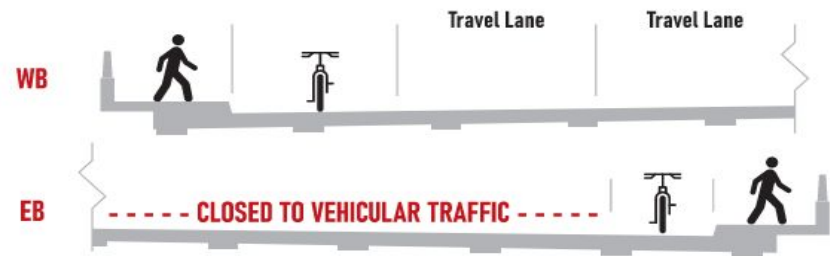 Travel Lane Travel Lane
WB
EB CLOSED TO VEHICULAR TRAFFIC